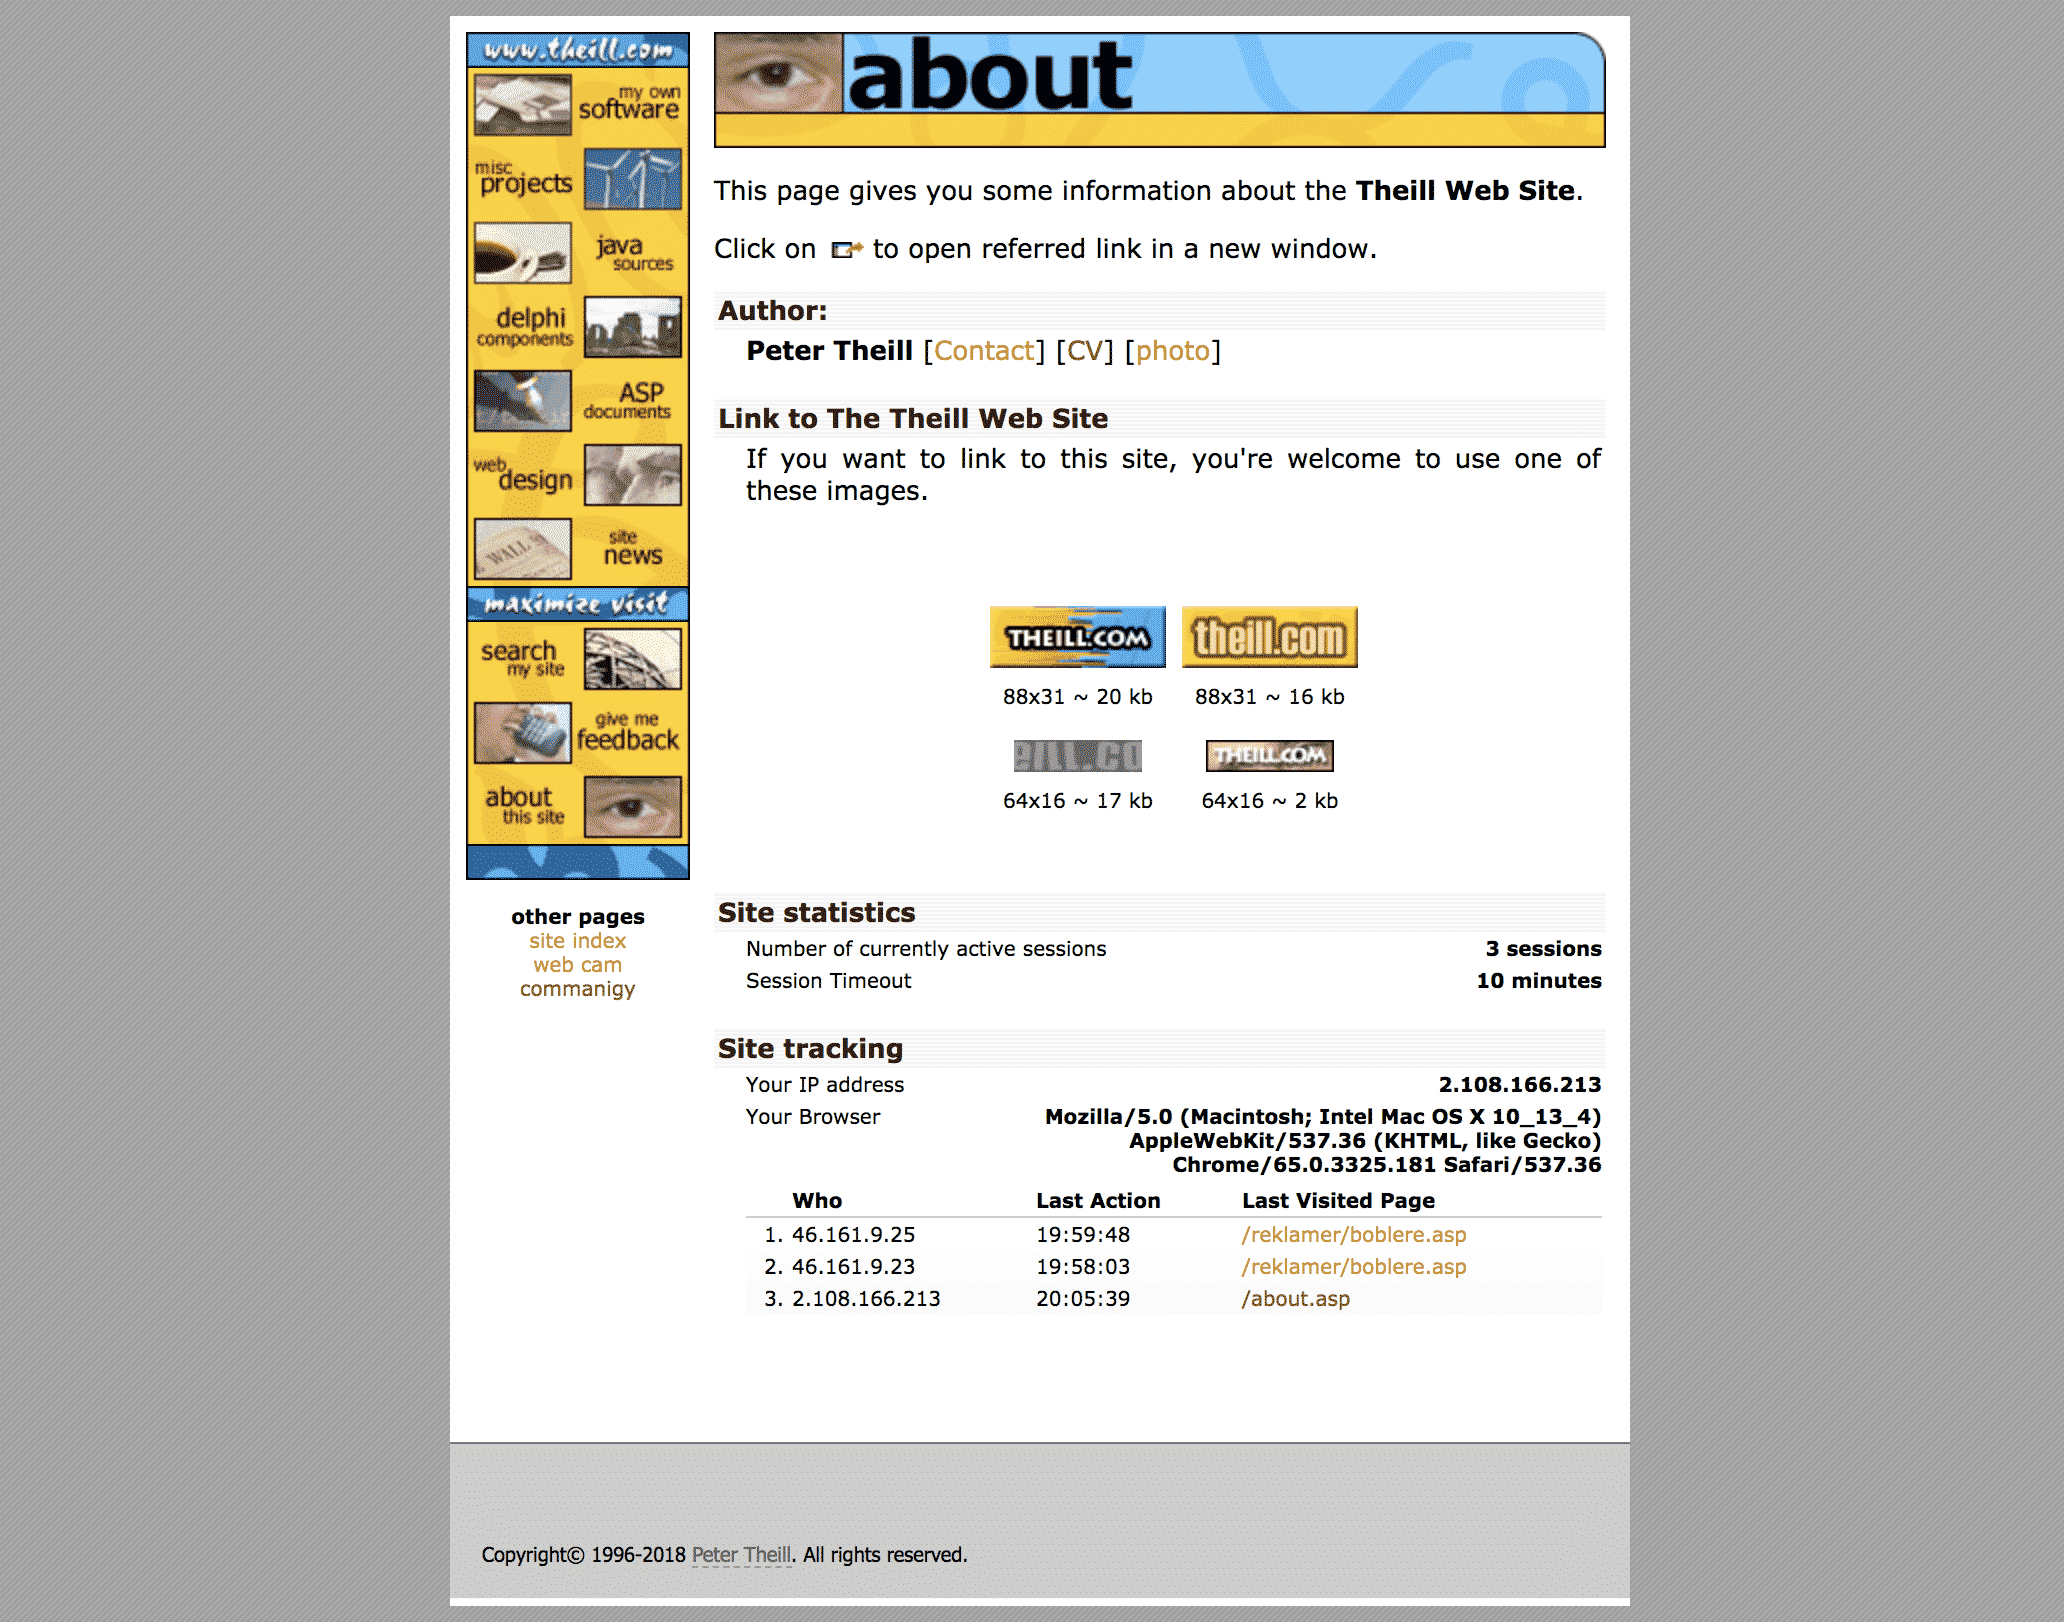 www.theill.com
my own
software
misc
projects
java
sources
delphi
components
ASP
documents
web
design
WALL
site
news
maximize visit
search
my site
give me
feedback
about
this site
other pages
site index
web cam
commanigy
about
This page gives you some information about the Theill Web Site.
Click on to open referred link in a new window.
Author:
Peter Theill [Contact] [CV] [photo]
Link to The Theill Web Site
If you want to link to this site, you're welcome to use one of
these images.
THEILL.COM theill.com
88x31 ~ 20 kb 88x31 ~ 16 kb
EILL.CO THEILL.COM
64x16 ~ 17 kb 64x16 ~ 2 kb
Site statistics
Number of currently active sessions 3 sessions
Session Timeout 10 minutes
Site tracking
Your IP address 2.108.166.213
Your Browser Mozilla/5.0 (Macintosh; Intel Mac OS X 10_13_4)
AppleWebKit/537.36 (KHTML, like Gecko)
Chrome/65.0.3325.181 Safari/537.36
Who Last Action Last Visited Page
1. 46.161.9.25 19:59:48 /reklamer/boblere.asp
2. 46.161.9.23 19:58:03 /reklamer/boblere.asp
3. 2.108.166.213 20:05:39 /about.asp
Copyright© 1996-2018 Peter Theill. All rights reserved.